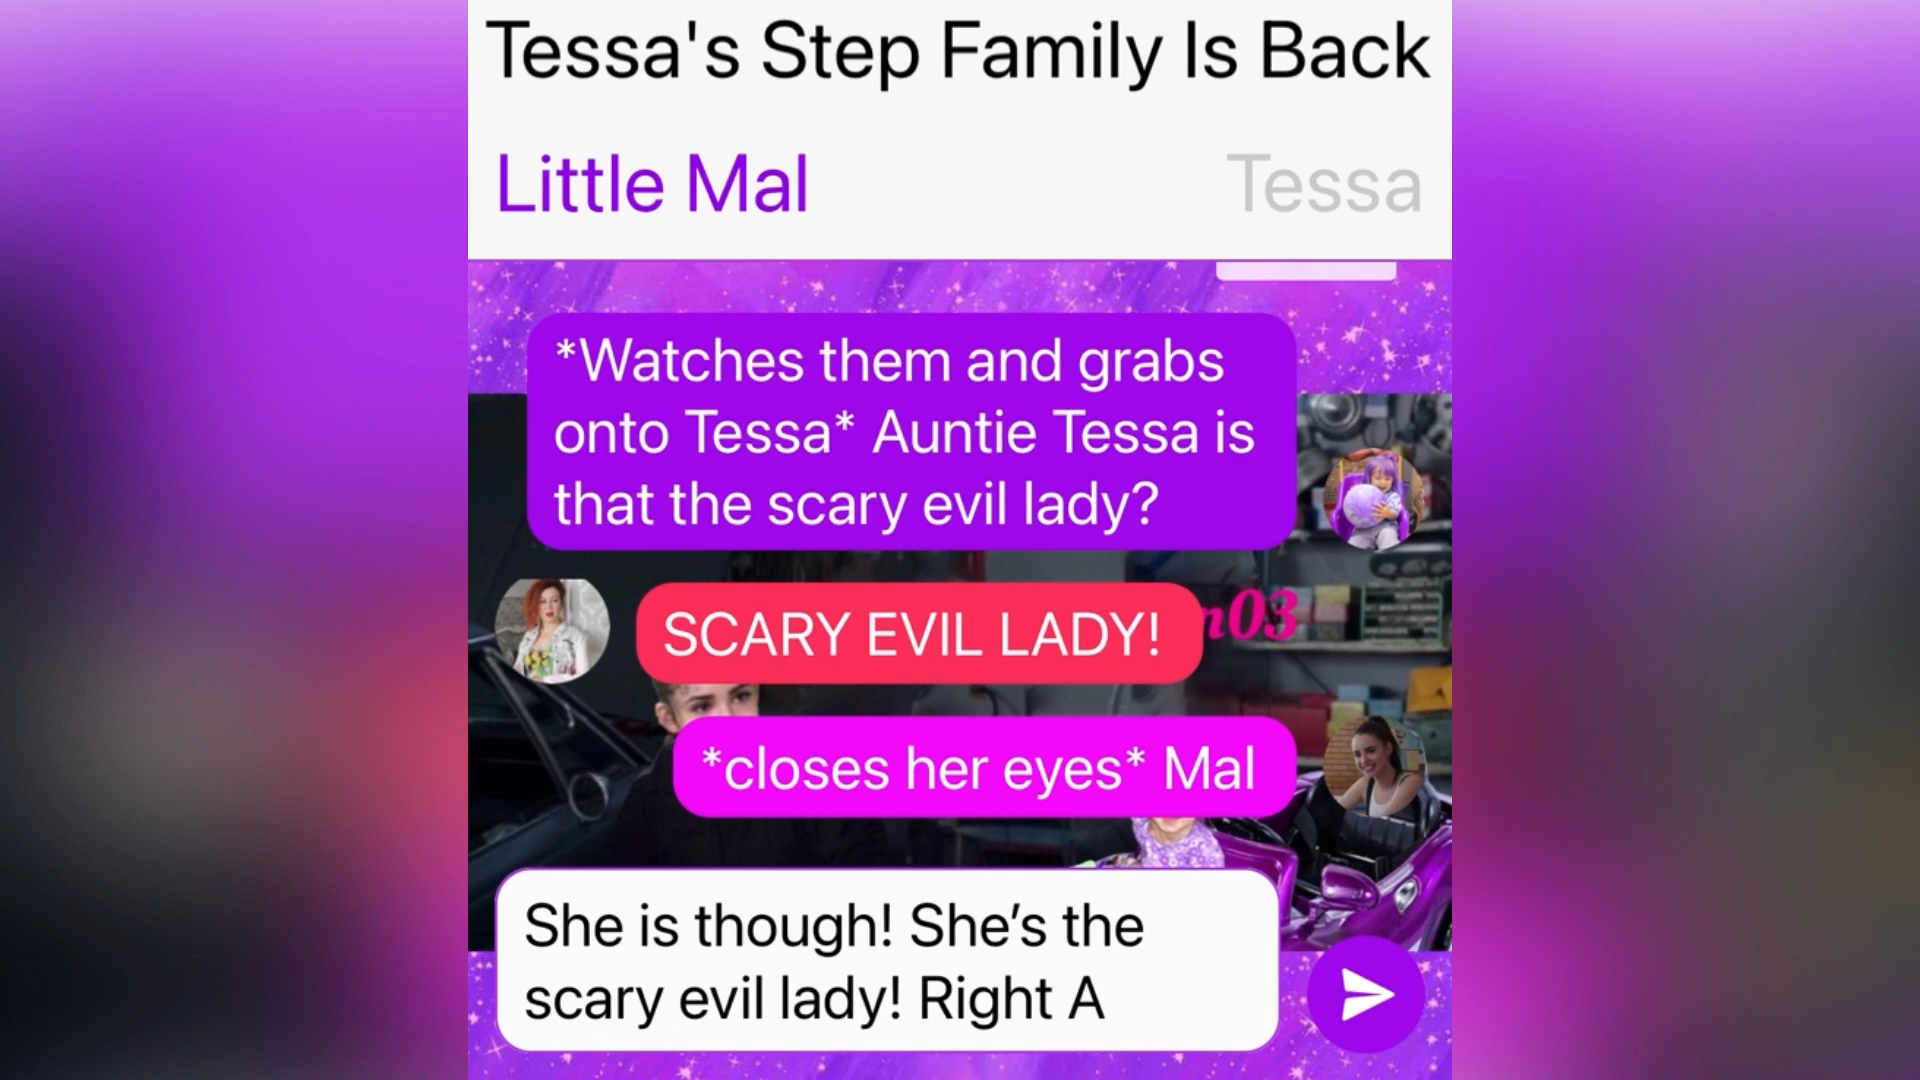 Tessa's Step Family Is Back
Little Mal
Tessa
*Watches them and grabs
onto Tessa* Auntie Tessa is
that the scary evil lady?
SCARY EVIL LADY!
n03
*closes her eyes* Mal
She is though! She’s the
scary evil lady! Right A